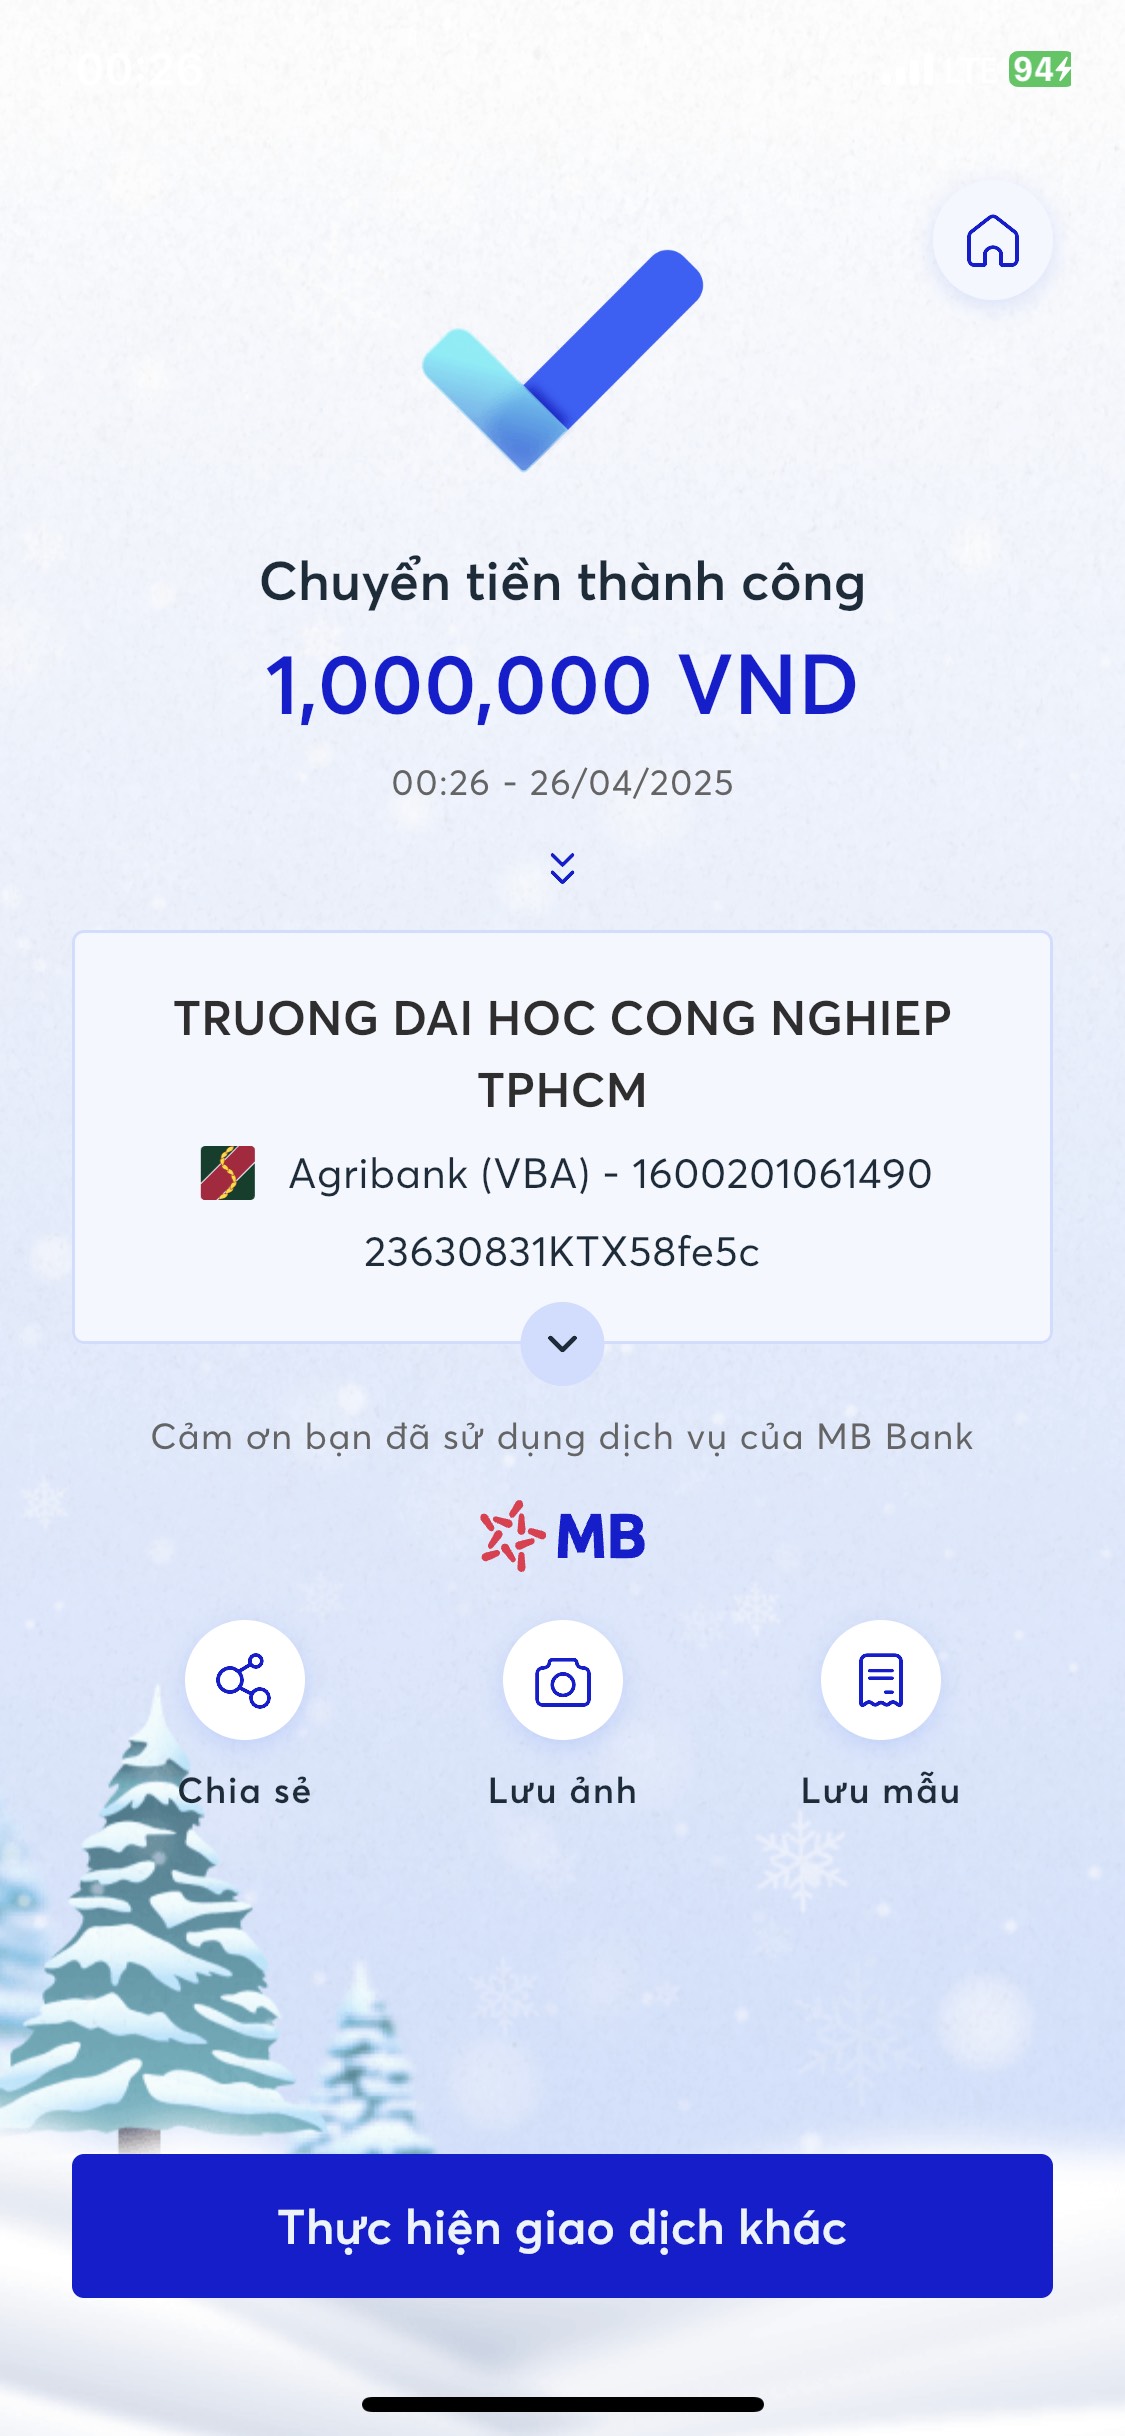 94
Chuyển tiền thành công
1,000,000 VND
00:26 - 26/04/2025
TRUONG DAI HOC CONG NGHIEP
TPHCM
Agribank (VBA) - 1600201061490
23630831KTX58fe5c
Cảm ơn bạn đã sử dụng dịch vụ của MB Bank
MB
Chia sẻ
Lưu ảnh
Lưu mẫu
Thực hiện giao dịch khác